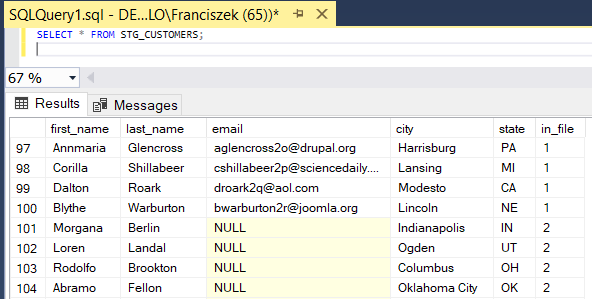 SQLQuery1.sql - DE...LO\Franciszek (65))*
SELECT * FROM STG_CUSTOMERS;
67 %
Results Messages
first_name last_name email city state in_file
97 Annmaria Glencross aglencross2o@drupal.org Harrisburg PA 1
98 Corilla Shillabeer cshillabeer2p@sciencedaily.... Lansing MI 1
99 Dalton Roark droark2q@aol.com Modesto CA 1
100 Blythe Warburton bwarburton2r@joomla.org Lincoln NE 1
101 Morgana Berlin NULL Indianapolis IN 2
102 Loren Landal NULL Ogden UT 2
103 Rodolfo Brookton NULL Columbus OH 2
104 Abramo Fellon NULL Oklahoma City OK 2